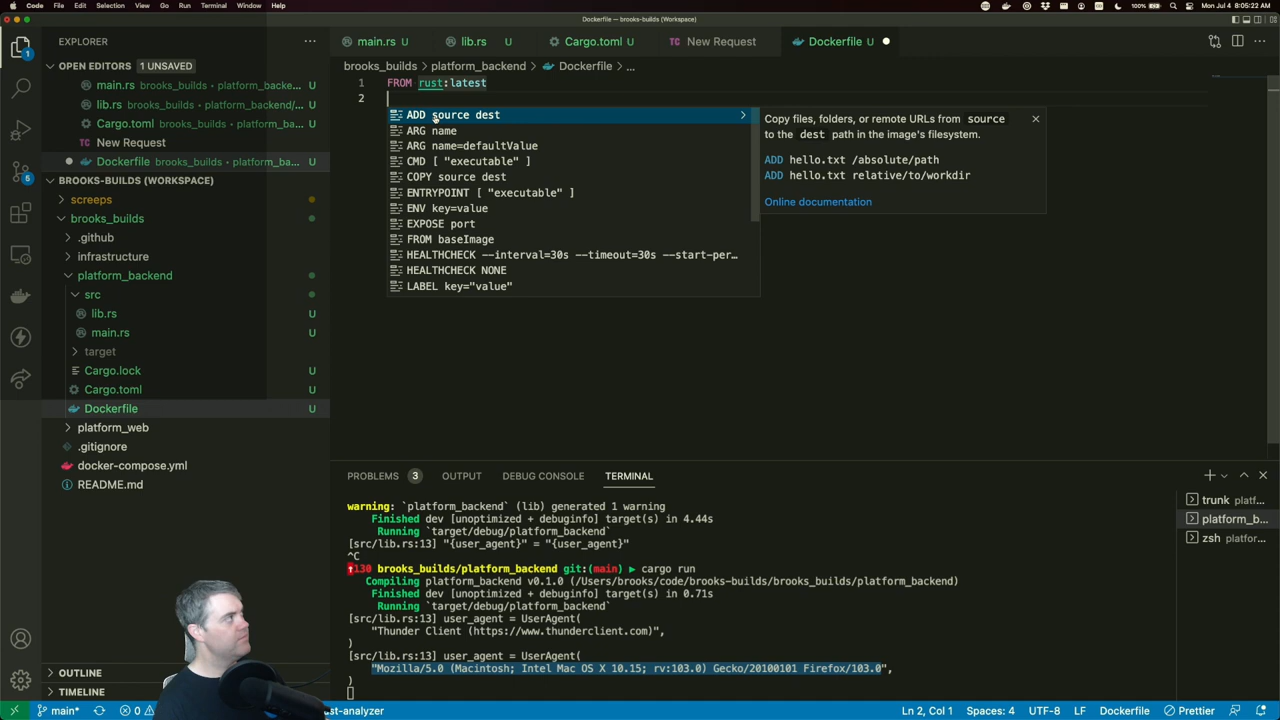 Code File Edit Selection View Go Run Terminal Window Help
100% Mon Jul 4 8:05:22 AM
Dockerfile — brooks-builds (Workspace)
EXPLORER
main.rs U
lib.rs U
Cargo.toml U
New Request
Dockerfile U
brooks_builds > platform_backend > Dockerfile > ...
OPEN EDITORS 1 UNSAVED
main.rs brooks_builds • platform_backe... U
lib.rs brooks_builds • platform_backend/... U
Cargo.toml brooks_builds • platform_ba... U
New Request
Dockerfile brooks_builds • platform_ba... U
BROOKS-BUILDS (WORKSPACE)
screeps
brooks_builds
.github
infrastructure
platform_backend
src
lib.rs U
main.rs U
target
Cargo.lock U
Cargo.toml U
Dockerfile U
platform_web
.gitignore
docker-compose.yml
README.md
OUTLINE
TIMELINE
1 FROM rust:latest
2
ADD source dest
ARG name
ARG name=defaultValue
CMD [ "executable" ]
COPY source dest
ENTRYPOINT [ "executable" ]
ENV key=value
EXPOSE port
FROM baseImage
HEALTHCHECK --interval=30s --timeout=30s --start-per…
HEALTHCHECK NONE
LABEL key="value"
Copy files, folders, or remote URLs from source
to the dest path in the image's filesystem.
ADD hello.txt /absolute/path
ADD hello.txt relative/to/workdir
Online documentation
PROBLEMS 3 OUTPUT DEBUG CONSOLE TERMINAL
warning: `platform_backend` (lib) generated 1 warning
Finished dev [unoptimized + debuginfo] target(s) in 4.44s
Running `target/debug/platform_backend`
[src/lib.rs:13] "{user_agent}" = "{user_agent}"
^C
130 brooks_builds/platform_backend git:(main) ▶ cargo run
Compiling platform_backend v0.1.0 (/Users/brooks/code/brooks-builds/brooks_builds/platform_backend)
Finished dev [unoptimized + debuginfo] target(s) in 0.71s
Running `target/debug/platform_backend`
[src/lib.rs:13] user_agent = UserAgent(
"Thunder Client (https://www.thunderclient.com)",
)
[src/lib.rs:13] user_agent = UserAgent(
"Mozilla/5.0 (Macintosh; Intel Mac OS X 10.15; rv:103.0) Gecko/20100101 Firefox/103.0",
)
trunk platf...
platform_b...
zsh platfor...
main* 0 st-analyzer Ln 2, Col 1 Spaces: 4 UTF-8 LF Dockerfile Prettier